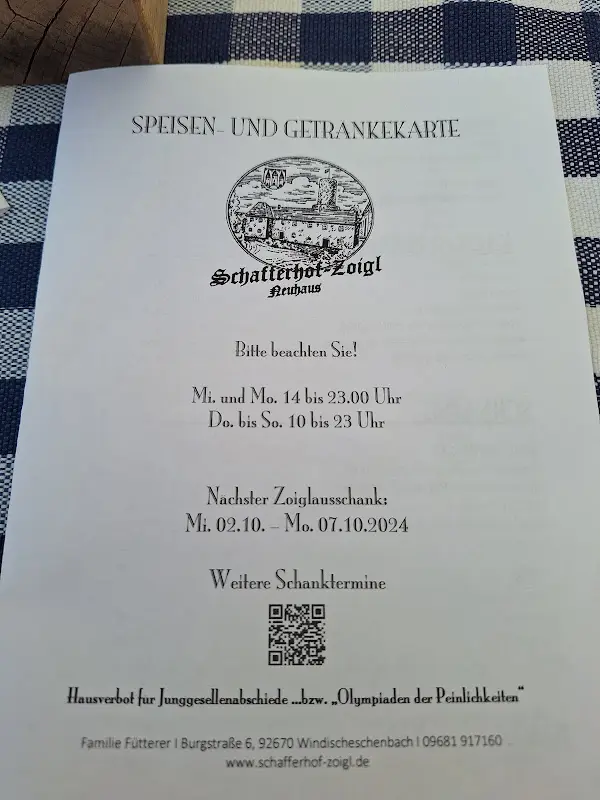 SPEISEN- UND GETRANKEKARTE
Schafferhof-Zoigl
Neuhaus
Bitte beachten Sie!
Mi. und Mo. 14 bis 23.00 Uhr
Do. bis So. 10 bis 23 Uhr
Nachster Zoiglausschank:
Mi. 02.10. – Mo. 07.10.2024
Weitere Schanktermine
Hausverbot fur Junggesellenabschiede ...bzw. „Olympiaden der Peinlichkeiten"
Familie Fütterer I Burgstraße 6, 92670 Windischeschenbach I 09681 917160
www.schafferhof-zoigl.de